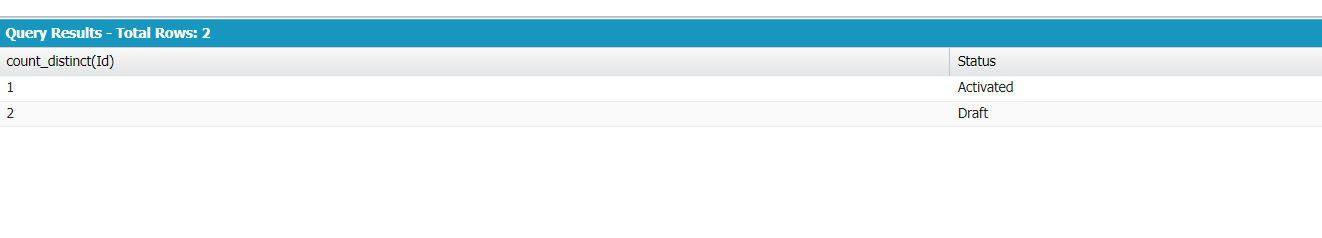 Query Results - Total Rows: 2
count_distinct(Id) Status
1 Activated
2 Draft